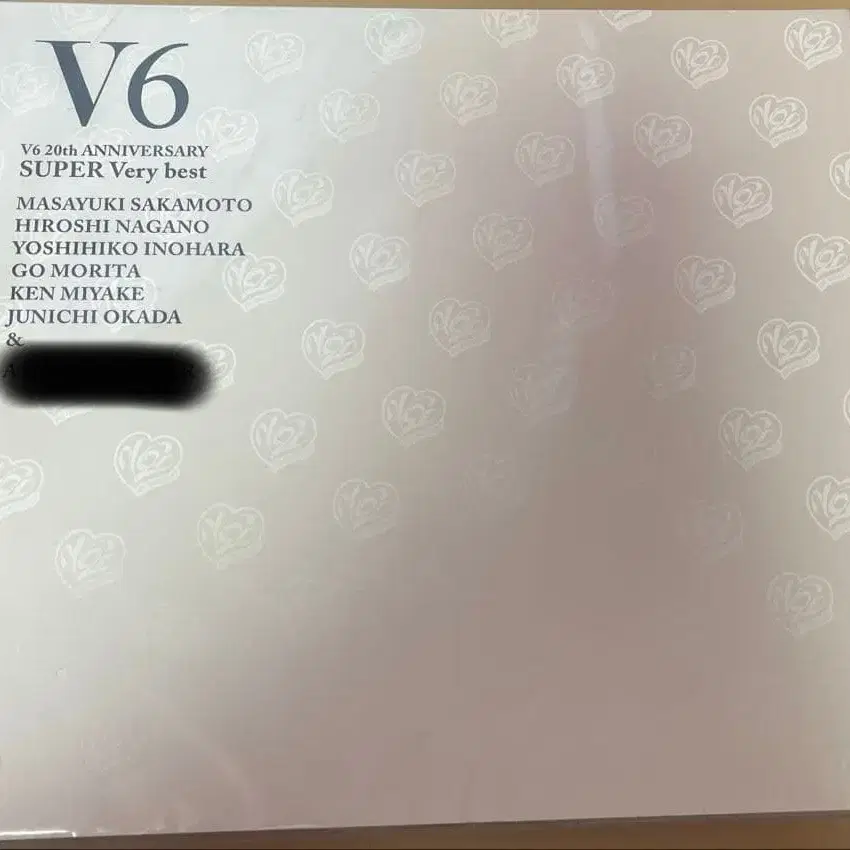 V6
V6 20th ANNIVERSARY
SUPER Very best
MASAYUKI SAKAMOTO
HIROSHI NAGANO
YOSHIHIKO INOHARA
GO MORITA
KEN MIYAKE
JUNICHI OKADA
&